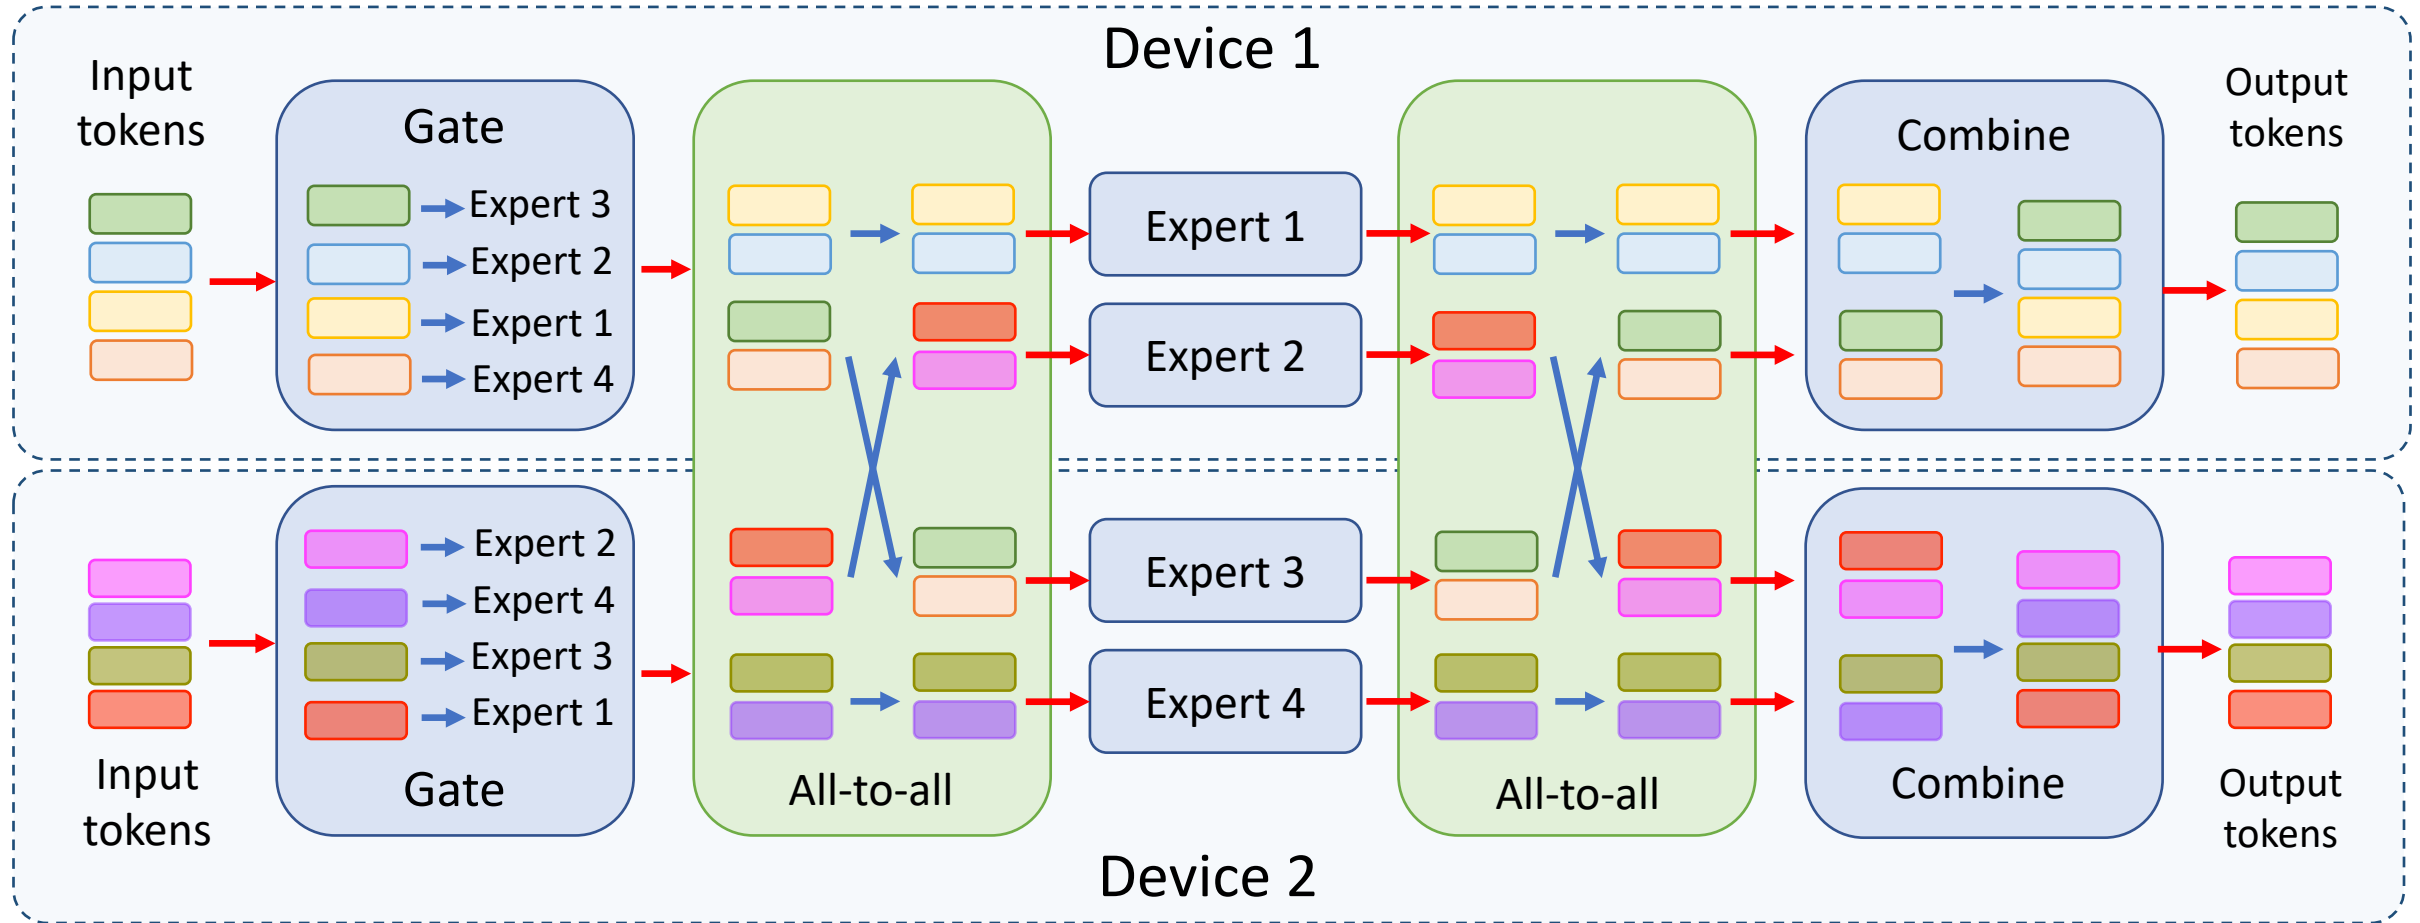 Device 1
Input
tokens
Gate
Expert 3
Expert 2
Expert 1
Expert 4
Expert 1
Expert 2
Combine
Output
tokens
Expert 2
Expert 4
Expert 3
Expert 1
Gate
Input
tokens
All-to-all
Expert 3
Expert 4
All-to-all
Combine
Output
tokens
Device 2